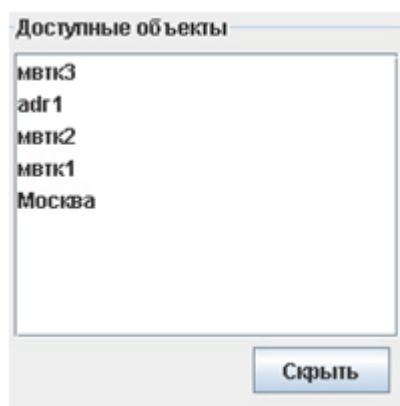 Доступные объекты
мвтк3
adr1
мвтк2
мвтк1
Москва
Скрыть